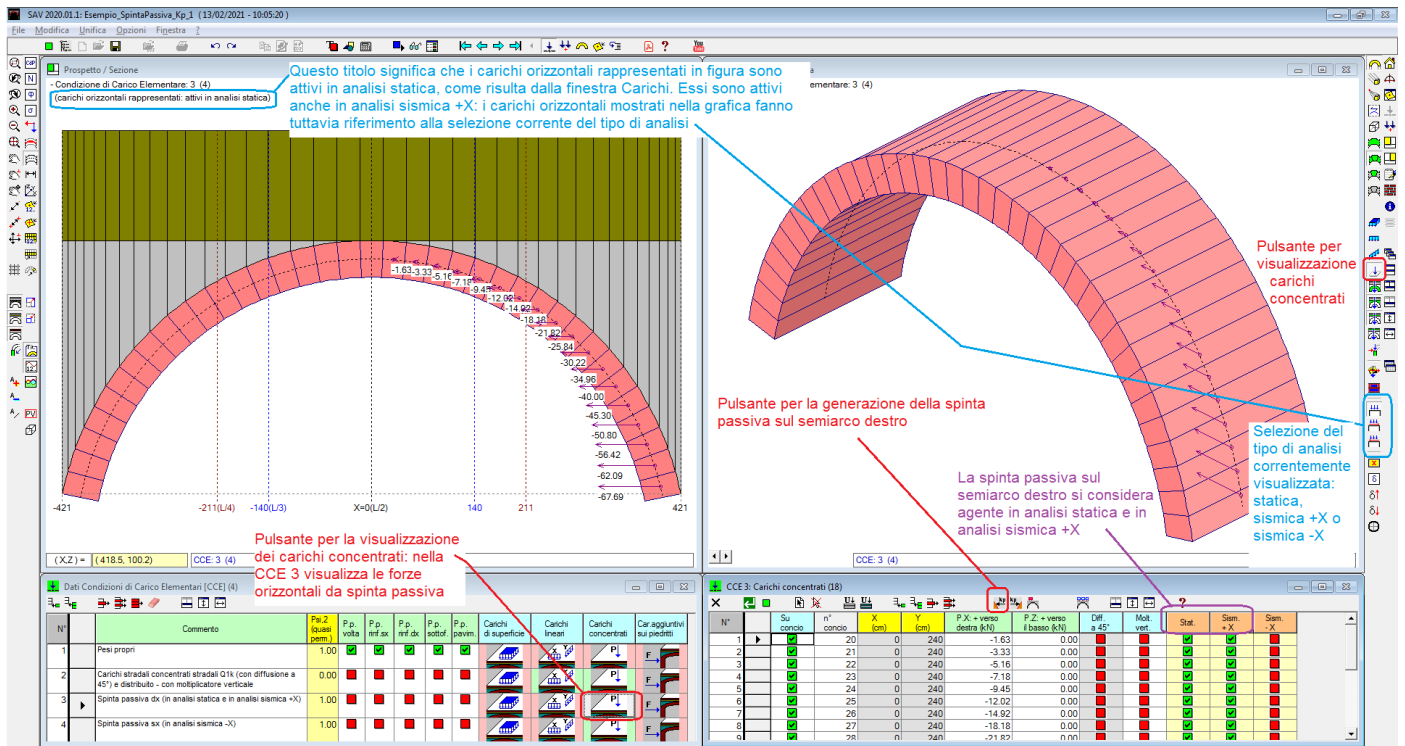 SAV 2020.01.1: Esempio_SpintaPassiva_Kp_1 ( 13/02/2021 - 10:05:20 )
File Modifica Unifica Opzioni Finestra ?
Prospetto / Sezione
- Condizione di Carico Elementare: 3 (4)
(carichi orizzontali rappresentati: attivi in analisi statica)
Questo titolo significa che i carichi orizzontali rappresentati in figura sono
attivi in analisi statica, come risulta dalla finestra Carichi. Essi sono attivi
anche in analisi sismica +X: i carichi orizzontali mostrati nella grafica fanno
tuttavia riferimento alla selezione corrente del tipo di analisi
ementare: 3 (4)
-1.63
-3.33
-5.16
-7.18
-9.45
-12.02
-14.92
-18.18
-21.82
-25.84
-30.22
-34.96
-40.00
-45.30
-50.80
-56.42
-62.09
-67.69
-421
-211(L/4)
-140(L/3)
X=0(L/2)
140
211
421
Pulsante per
visualizzazione
carichi
concentrati
Pulsante per la generazione della spinta
passiva sul semiarco destro
La spinta passiva sul
semiarco destro si considera
agente in analisi statica e in
analisi sismica +X
Selezione del
tipo di analisi
correntemente
visualizzata:
statica,
sismica +X o
sismica -X
Pulsante per la visualizzazione
dei carichi concentrati: nella
CCE 3 visualizza le forze
orizzontali da spinta passiva
(X,Z) =
( 418.5, 100.2)
CCE: 3 (4)
CCE: 3 (4)
Dati Condizioni di Carico Elementari [CCE] (4)
N° Commento Psi,2 (quasi perm.) P.p. volta P.p. rinf.sx P.p. rinf.dx P.p. sottof. P.p. pavim. Carichi di superficie Carichi lineari Carichi concentrati Car.aggiuntivi sui piedritti
1 Pesi propri 1.00
2 Carichi stradali concentrati stradali Q1k (con diffusione a
45°) e distribuito - con moltiplicatore verticale 0.00
3 Spinta passiva dx (in analisi statica e in analisi sismica +X) 1.00
4 Spinta passiva sx (in analisi sismica -X) 1.00
CCE 3: Carichi concentrati (18)
N° Su concio n° concio X (cm) Y (cm) P.X: + verso destra (kN) P.Z: + verso il basso (kN) Diff. a 45° Molt. vert. Stat. Sism. + X Sism. - X
1 20 0 240 -1.63 0.00
2 21 0 240 -3.33 0.00
3 22 0 240 -5.16 0.00
4 23 0 240 -7.18 0.00
5 24 0 240 -9.45 0.00
6 25 0 240 -12.02 0.00
7 26 0 240 -14.92 0.00
8 27 0 240 -18.18 0.00
9 28 0 240 -21.82 0.00